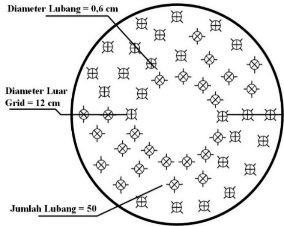 Diameter Lubang = 0,6 cm
Diameter Luar
Grid = 12 cm
Jumlah Lubang = 50